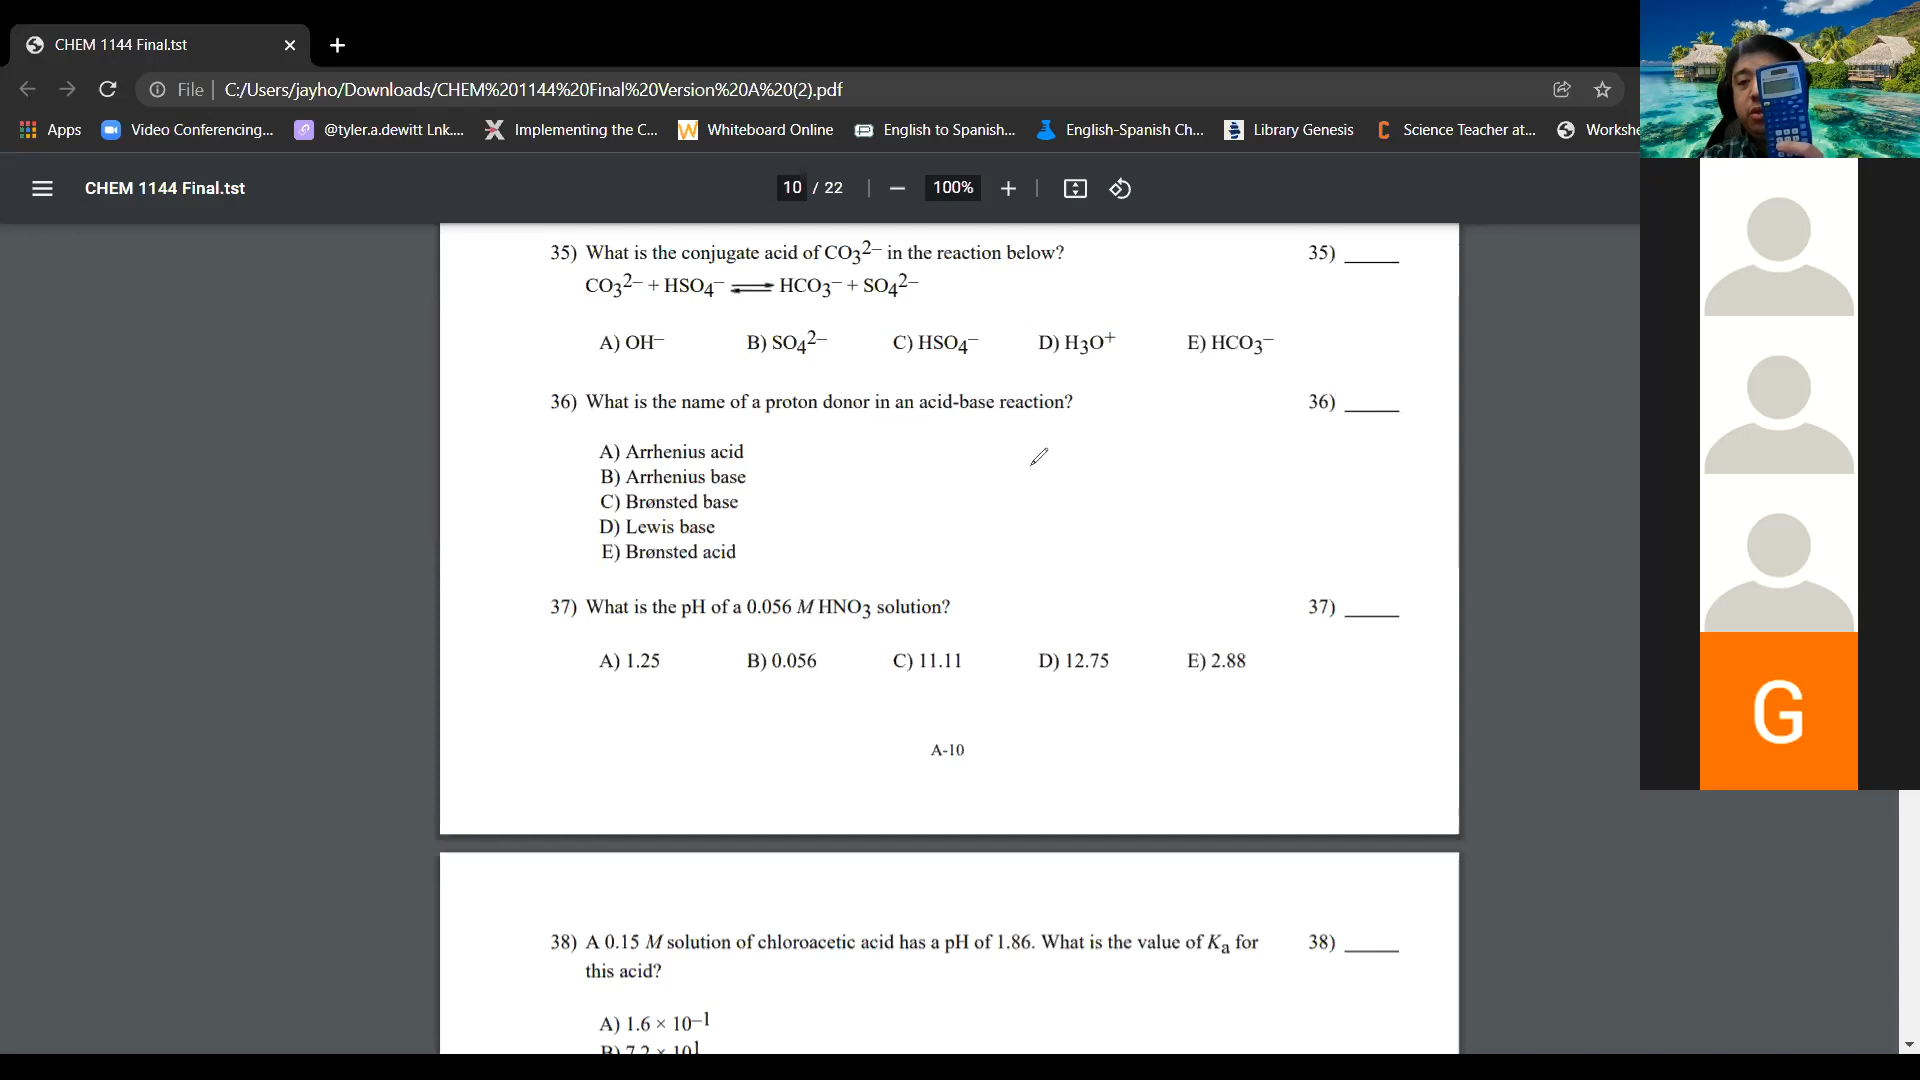 CHEM 1144 Final.tst
File | C:/Users/jayho/Downloads/CHEM%201144%20Final%20Version%20A%20(2).pdf
Apps Video Conferencing... @tyler.a.dewitt Lnk.... Implementing the C... Whiteboard Online English to Spanish... English-Spanish Ch... Library Genesis Science Teacher at... Workshe
CHEM 1144 Final.tst 10 / 22 | − 100% + |
35) What is the conjugate acid of CO₃²⁻ in the reaction below? 35) _____
CO₃²⁻ + HSO₄⁻ ⇌ HCO₃⁻ + SO₄²⁻
A) OH⁻ B) SO₄²⁻ C) HSO₄⁻ D) H₃O⁺ E) HCO₃⁻
36) What is the name of a proton donor in an acid-base reaction? 36) _____
A) Arrhenius acid
B) Arrhenius base
C) Brønsted base
D) Lewis base
E) Brønsted acid
37) What is the pH of a 0.056 M HNO₃ solution? 37) _____
A) 1.25 B) 0.056 C) 11.11 D) 12.75 E) 2.88
A-10
38) A 0.15 M solution of chloroacetic acid has a pH of 1.86. What is the value of Kₐ for 38) _____
this acid?
A) 1.6 × 10⁻¹
B) 7.2 × 10¹
G